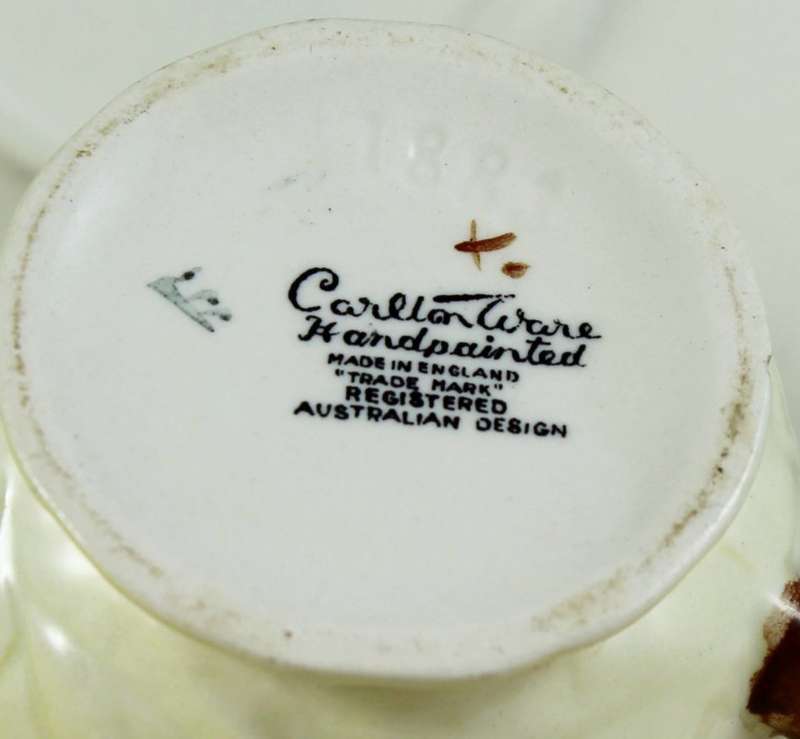 Carlton Ware
Handpainted
MADE IN ENGLAND
"TRADE MARK"
REGISTERED
AUSTRALIAN DESIGN